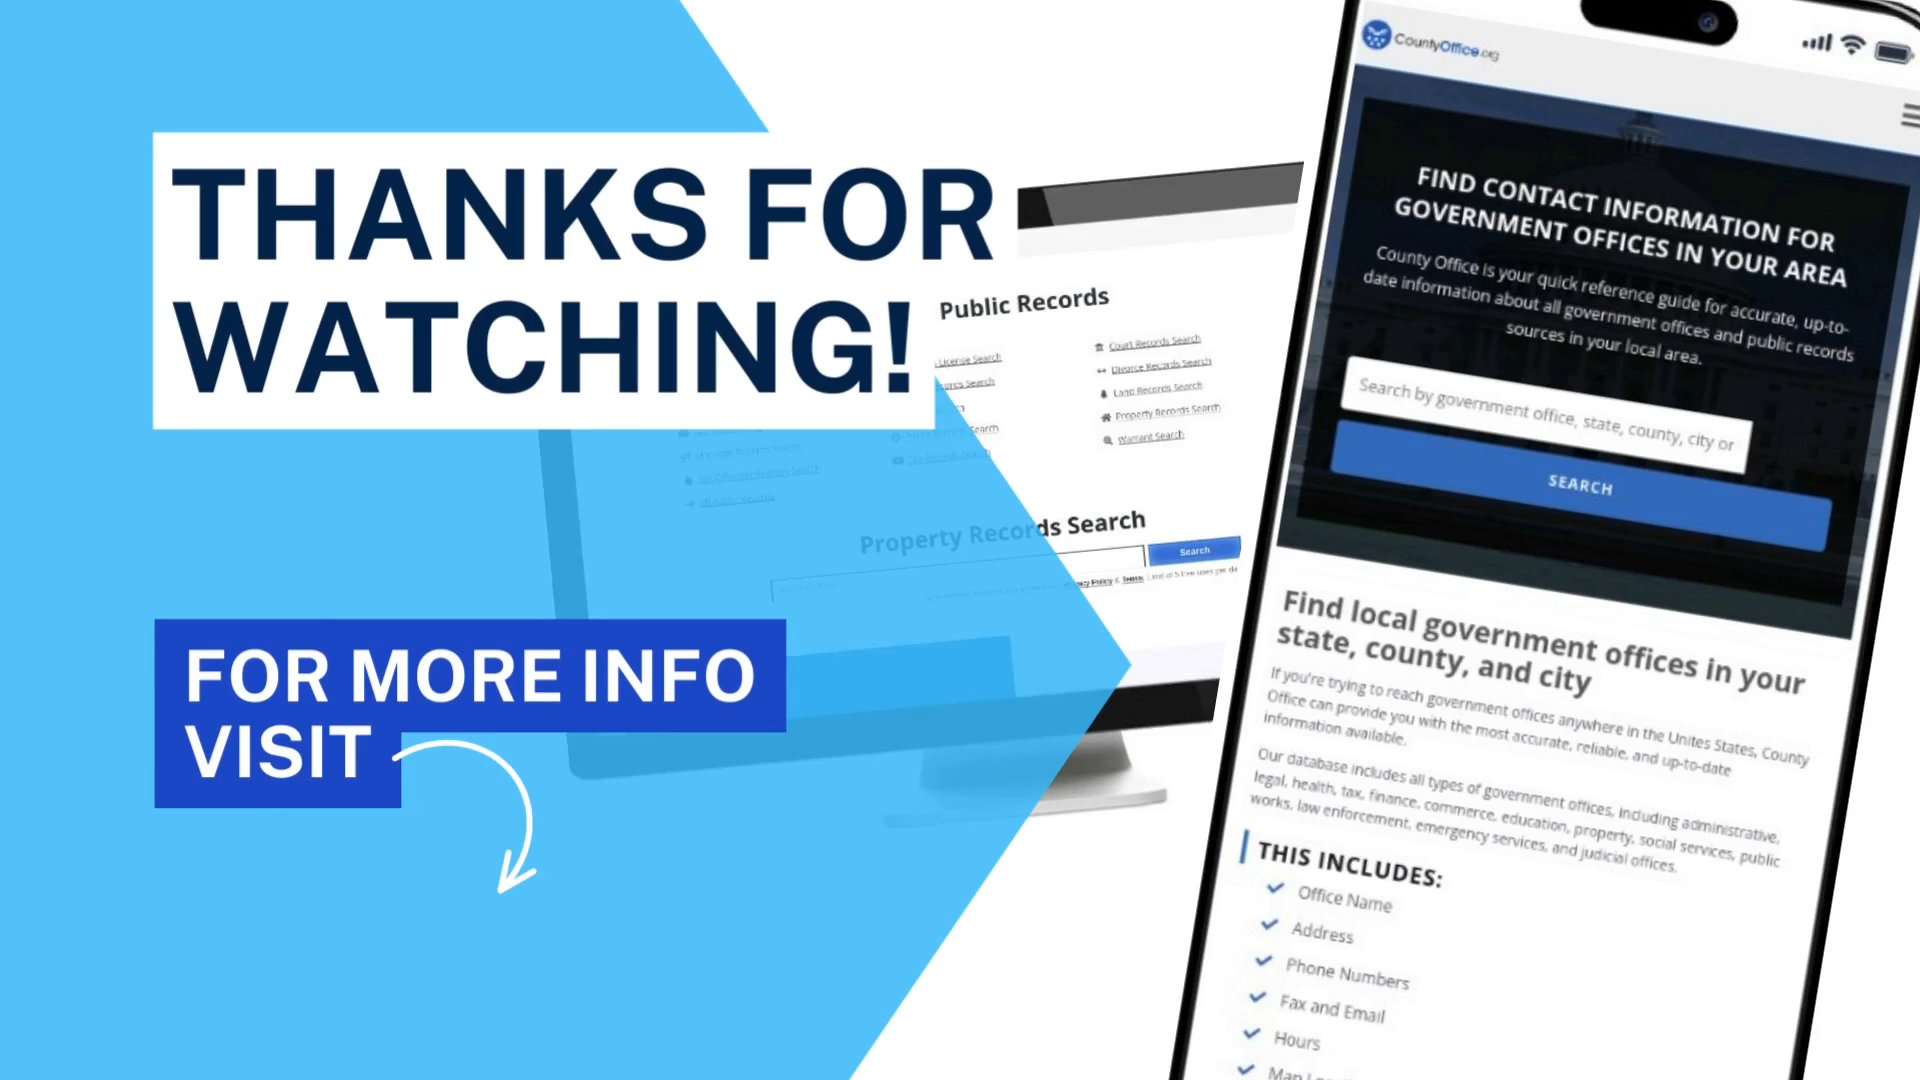 THANKS FOR
WATCHING!
FOR MORE INFO
VISIT
Public Records
License Search
Search
Search
Court Records Search
Divorce Records Search
Land Records Search
Property Records Search
Warrant Search
Property Records Search
Search
Policy & Terms
CountyOffice.org
FIND CONTACT INFORMATION FOR
GOVERNMENT OFFICES IN YOUR AREA
County Office is your quick reference guide for accurate, up-to-
date information about all government offices and public records
sources in your local area.
Search by government office, state, county, city or
SEARCH
Find local government offices in your
state, county, and city
If you're trying to reach government offices anywhere in the Unites States, County
Office can provide you with the most accurate, reliable, and up-to-date
information available.
Our database includes all types of government offices, including administrative,
legal, health, tax, finance, commerce, education, property, social services, public
works, law enforcement, emergency services, and judicial offices.
THIS INCLUDES:
Office Name
Address
Phone Numbers
Fax and Email
Hours
Map